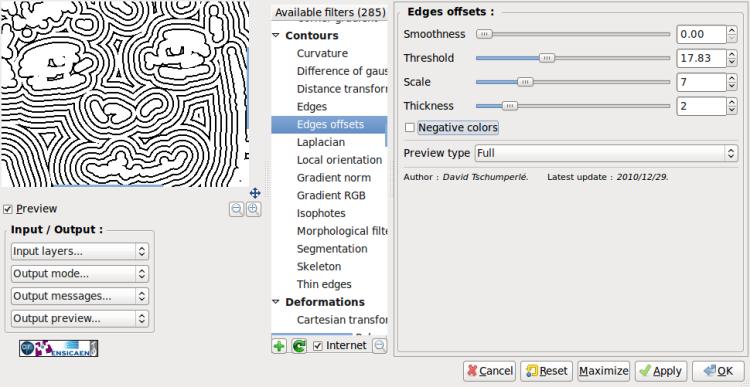 Preview
Input / Output :
Input layers...
Output mode...
Output messages...
Output preview...
ENSICAEN
Available filters (285)
Contours
Curvature
Difference of gaus
Distance transfor
Edges
Edges offsets
Laplacian
Local orientation
Gradient norm
Gradient RGB
Isophotes
Morphological filte
Segmentation
Skeleton
Thin edges
Deformations
Cartesian transfor
Internet
Edges offsets :
Smoothness 0.00
Threshold 17.83
Scale 7
Thickness 2
Negative colors
Preview type Full
Author : David Tschumperlé. Latest update : 2010/12/29.
Cancel Reset Maximize Apply OK